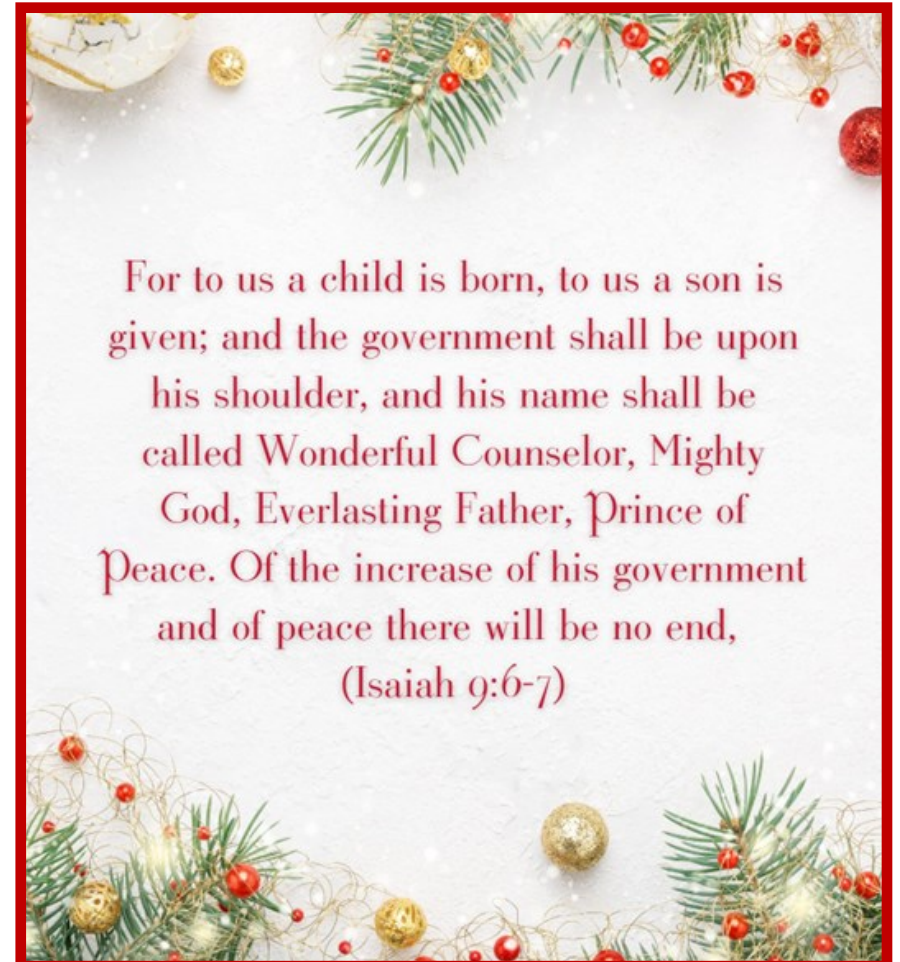 For to us a child is born, to us a son is
given; and the government shall be upon
his shoulder, and his name shall be
called Wonderful Counselor, Mighty
God, Everlasting Father, Prince of
Peace. Of the increase of his government
and of peace there will be no end,
(Isaiah 9:6-7)